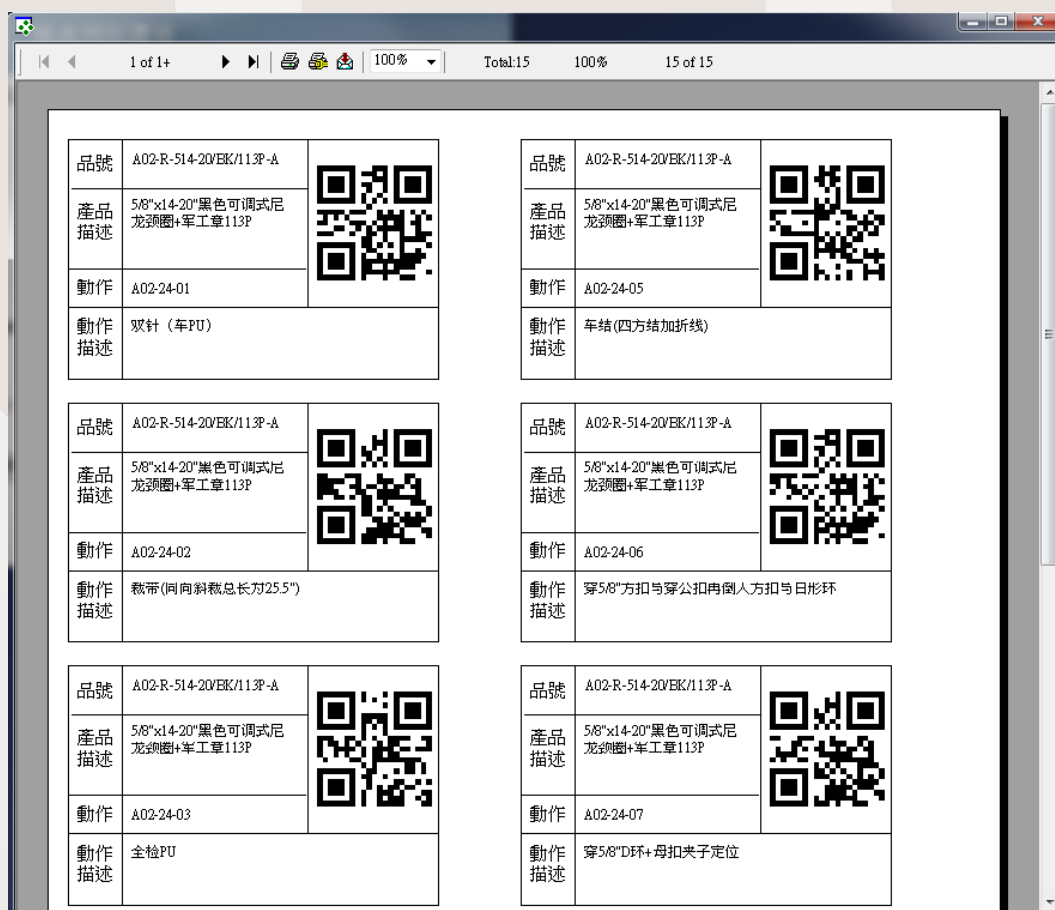 1 of 1+ 100% Total:15 100% 15 of 15
品號 A02-R-514-20/BK/113P-A
產品描述 5/8"x14-20"黑色可调式尼
龙颈圈+军工章113P
動作 A02-24-01
動作描述 双针（车PU）
品號 A02-R-514-20/BK/113P-A
產品描述 5/8"x14-20"黑色可调式尼
龙颈圈+军工章113P
動作 A02-24-05
動作描述 车结(四方结加折线)
品號 A02-R-514-20/BK/113P-A
產品描述 5/8"x14-20"黑色可调式尼
龙颈圈+军工章113P
動作 A02-24-02
動作描述 裁带(同向斜裁总长为25.5")
品號 A02-R-514-20/BK/113P-A
產品描述 5/8"x14-20"黑色可调式尼
龙颈圈+军工章113P
動作 A02-24-06
動作描述 穿5/8"方扣与穿公扣再倒人方扣与日形环
品號 A02-R-514-20/BK/113P-A
產品描述 5/8"x14-20"黑色可调式尼
龙颈圈+军工章113P
動作 A02-24-03
動作描述 全检PU
品號 A02-R-514-20/BK/113P-A
產品描述 5/8"x14-20"黑色可调式尼
龙颈圈+军工章113P
動作 A02-24-07
動作描述 穿5/8"D环+母扣夹子定位